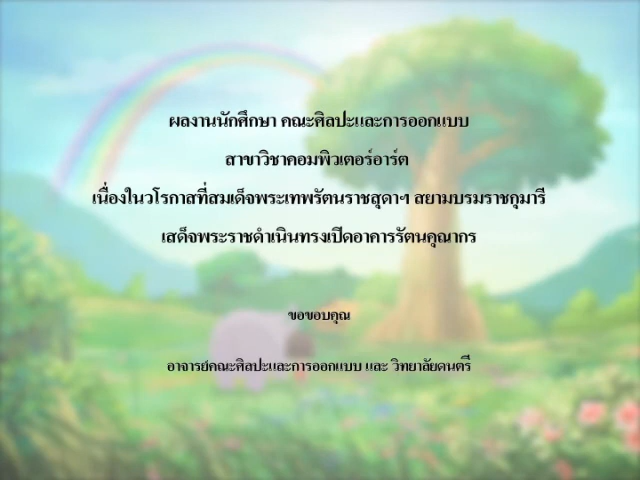 ผลงานนักศึกษา คณะศิลปะและการออกแบบ
สาขาวิชาคอมพิวเตอร์อาร์ต
เนื่องในวโรกาสที่สมเด็จพระเทพรัตนราชสุดาฯ สยามบรมราชกุมารี
เสด็จพระราชดำเนินทรงเปิดอาคารรัตนคุณากร
ขอขอบคุณ
อาจารย์คณะศิลปะและการออกแบบ และ วิทยาลัยดนตรี